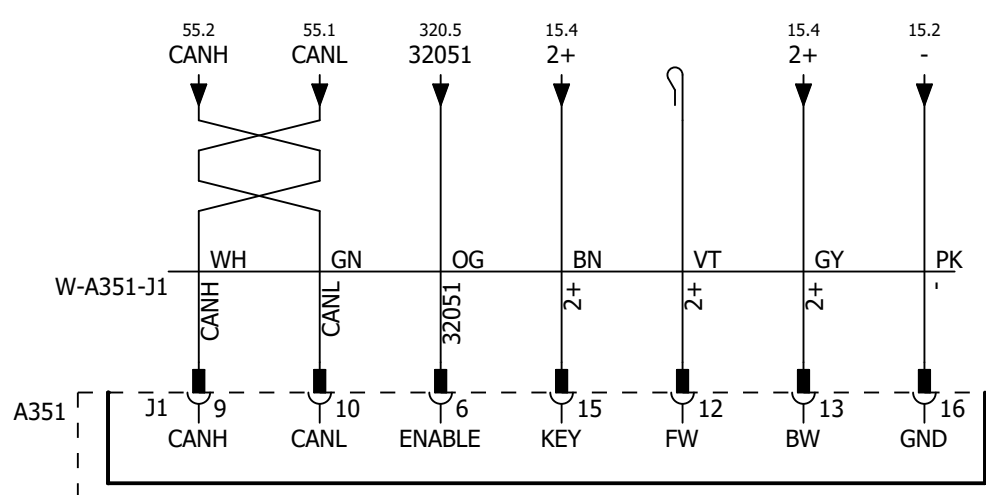 55.2 55.1 320.5 15.4 15.4 15.2
CANH CANL 32051 2+ 2+ -
WH GN OG BN VT GY PK
W-A351-J1
CANH CANL 32051 2+ 2+ 2+ -
A351 J1 9 10 6 15 12 13 16
CANH CANL ENABLE KEY FW BW GND